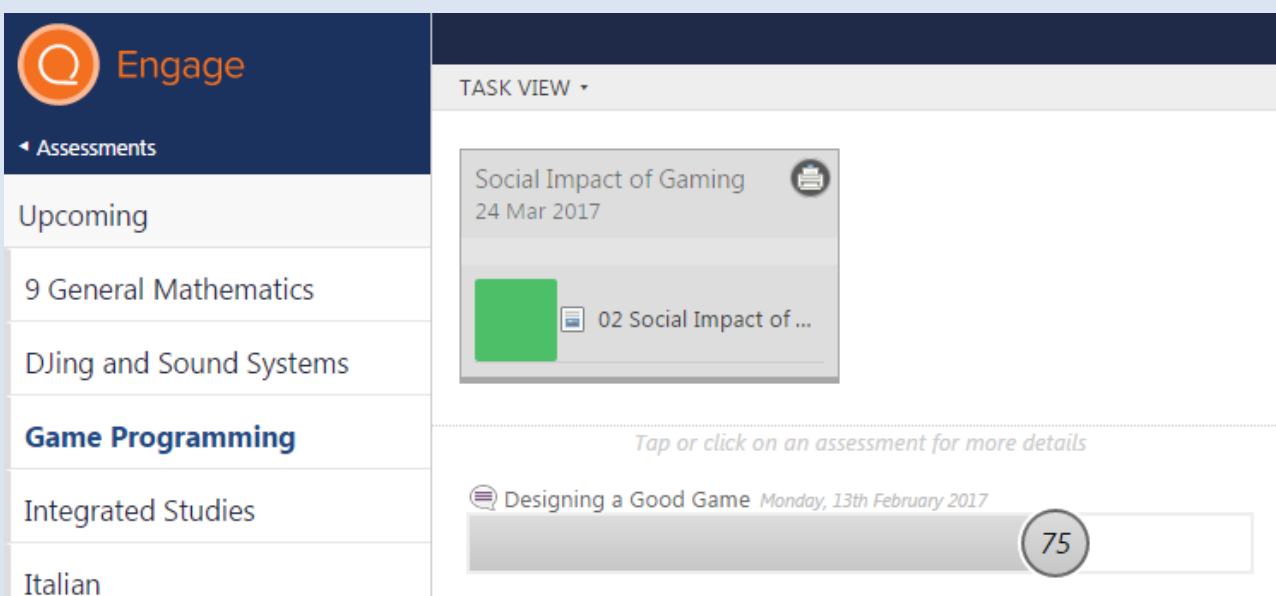 Engage
Assessments
Upcoming
9 General Mathematics
DJing and Sound Systems
Game Programming
Integrated Studies
Italian
TASK VIEW
Social Impact of Gaming
24 Mar 2017
02 Social Impact of ...
Tap or click on an assessment for more details
Designing a Good Game Monday, 13th February 2017
75